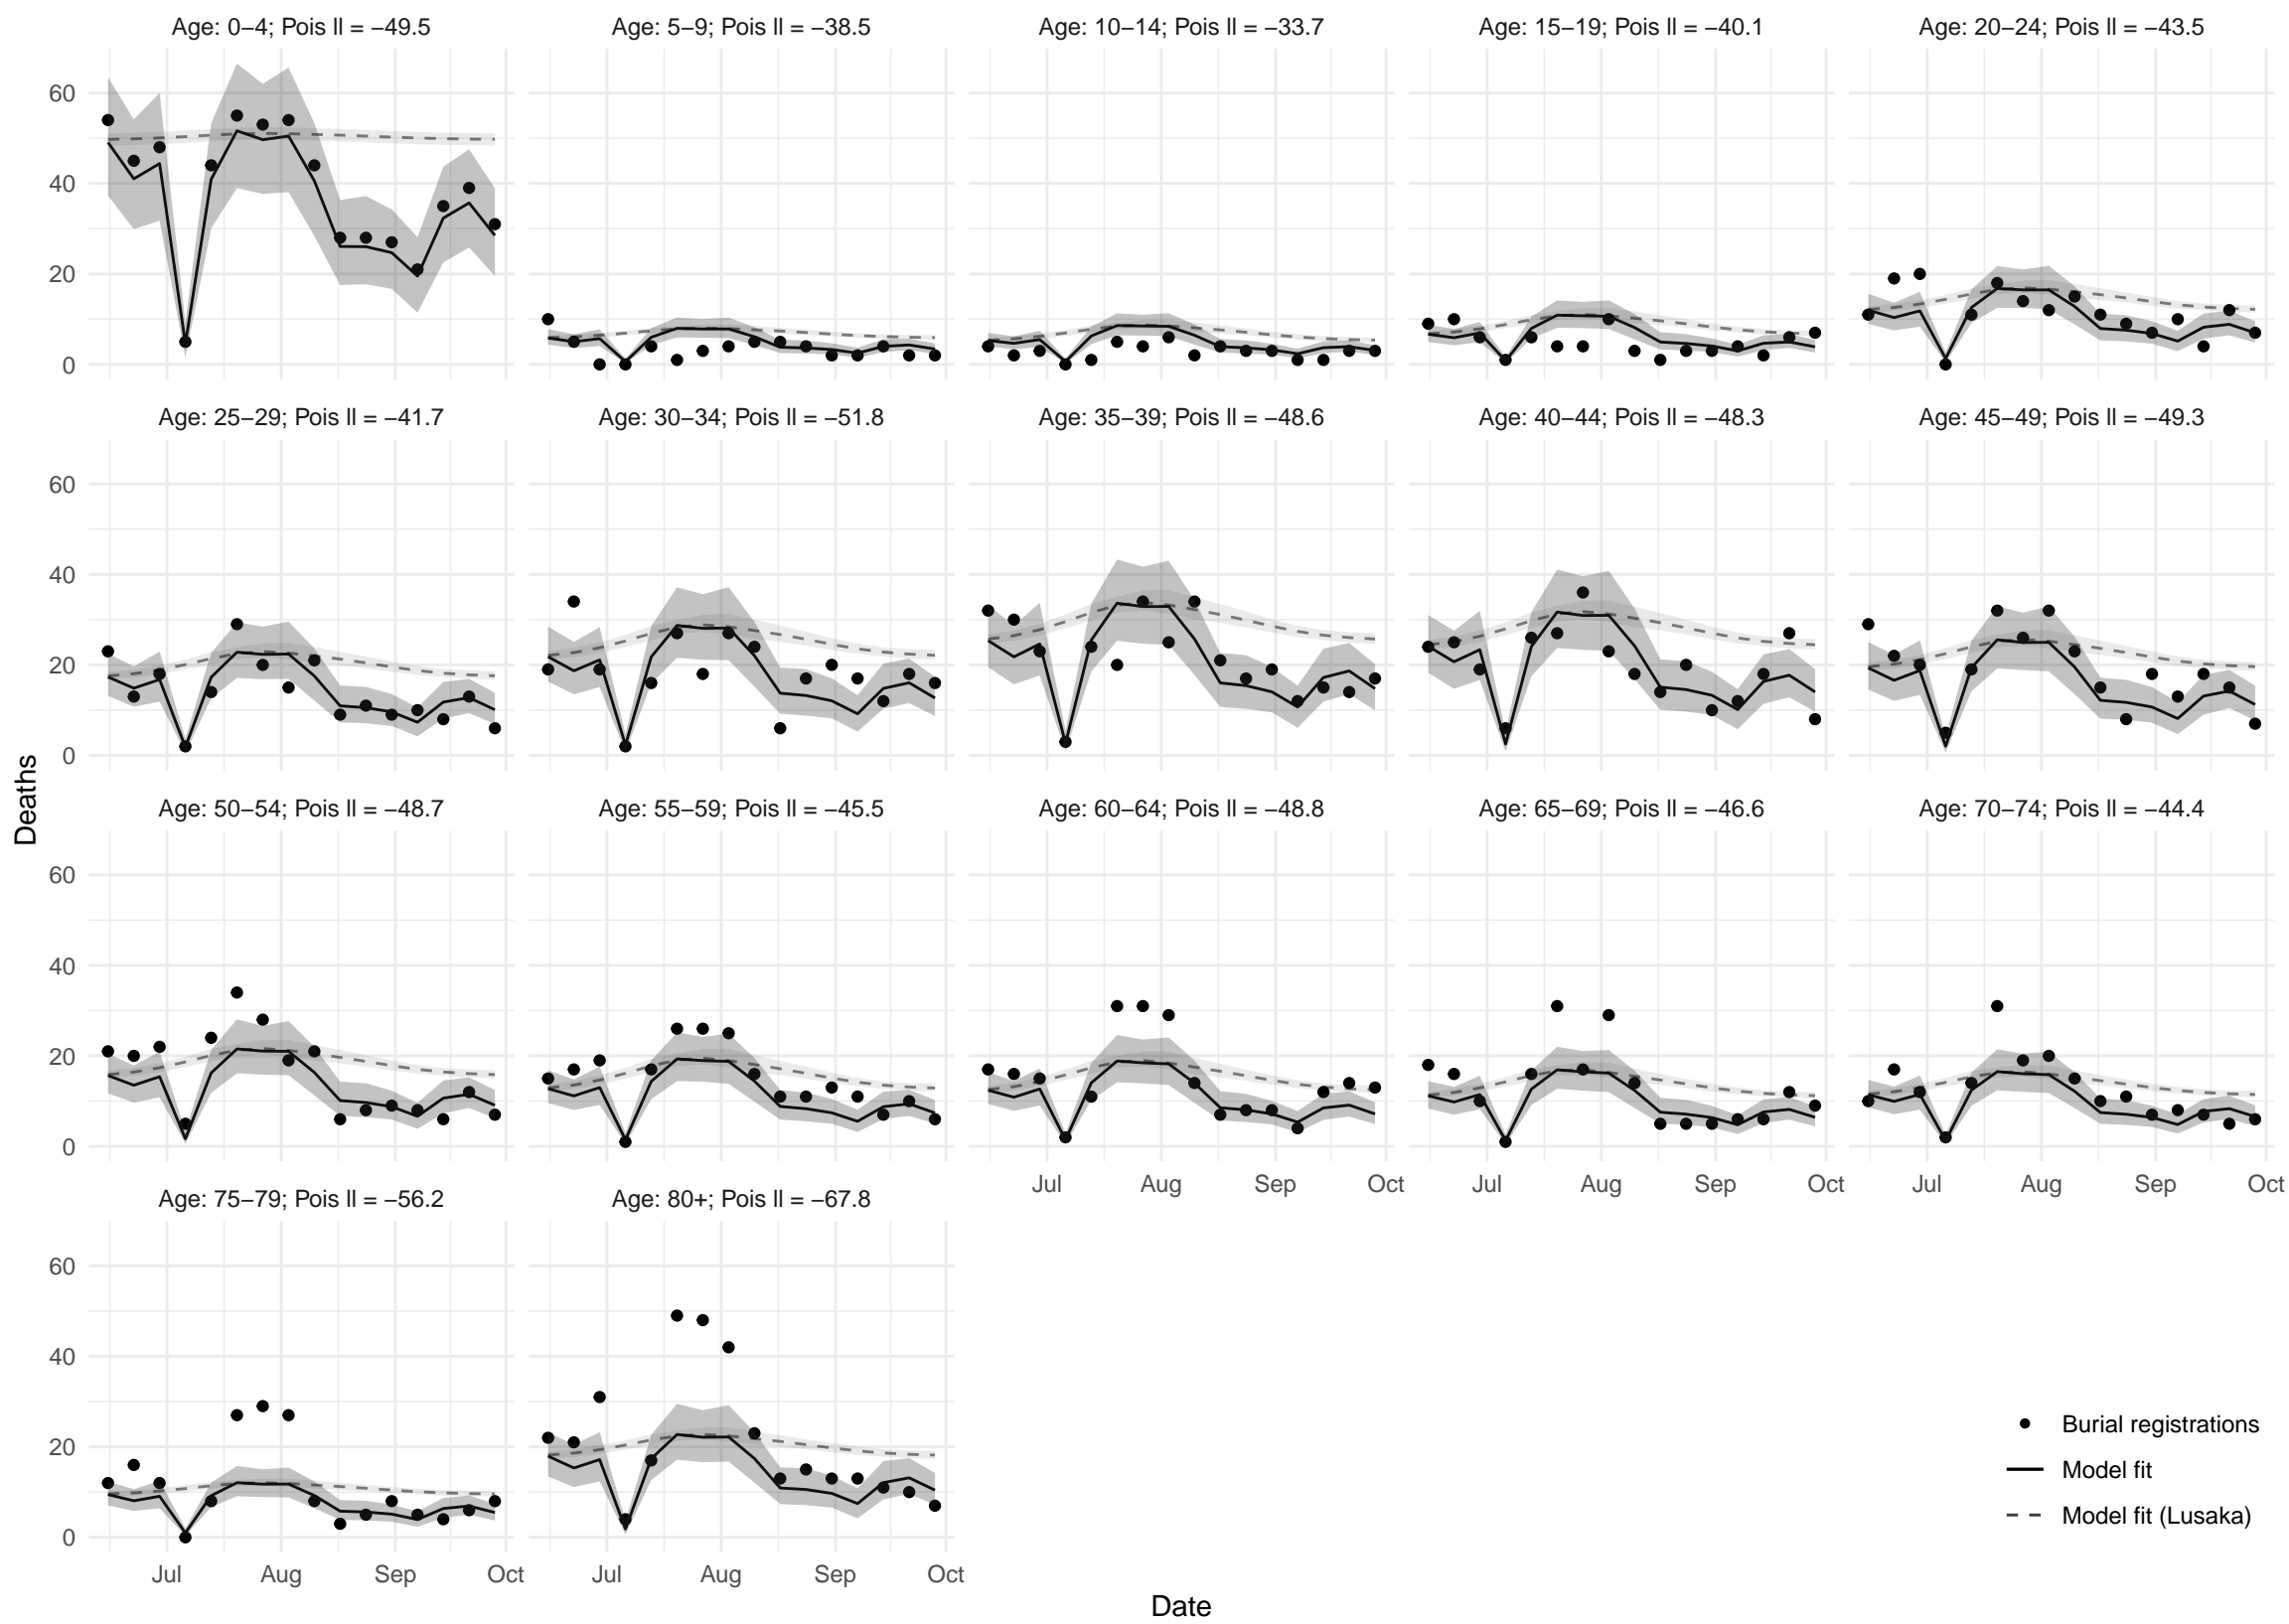 Age: 0−4; Pois ll = −49.5
Age: 5−9; Pois ll = −38.5
Age: 10−14; Pois ll = −33.7
Age: 15−19; Pois ll = −40.1
Age: 20−24; Pois ll = −43.5
60
40
20
0
Age: 25−29; Pois ll = −41.7
Age: 30−34; Pois ll = −51.8
Age: 35−39; Pois ll = −48.6
Age: 40−44; Pois ll = −48.3
Age: 45−49; Pois ll = −49.3
60
40
20
0
Deaths
Age: 50−54; Pois ll = −48.7
Age: 55−59; Pois ll = −45.5
Age: 60−64; Pois ll = −48.8
Age: 65−69; Pois ll = −46.6
Age: 70−74; Pois ll = −44.4
60
40
20
0
Jul Aug Sep Oct
Jul Aug Sep Oct
Jul Aug Sep Oct
Age: 75−79; Pois ll = −56.2
Age: 80+; Pois ll = −67.8
60
40
20
0
Jul Aug Sep Oct
Jul Aug Sep Oct
Burial registrations
Model fit
Model fit (Lusaka)
Date